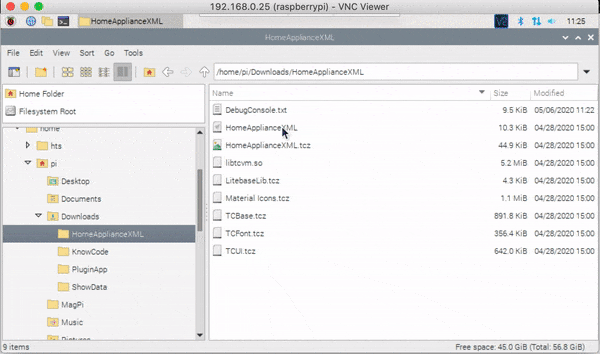 192.168.0.25 (raspberrypi) - VNC Viewer
HomeApplianceXML
11:25
HomeApplianceXML
File Edit View Sort Go Tools
/home/pi/Downloads/HomeApplianceXML
Home Folder
Filesystem Root
home
hts
pi
Desktop
Documents
Downloads
HomeApplianceXML
KnowCode
PluginApp
ShowData
MagPi
Music
Pictures
Name Size Modified
DebugConsole.txt 9.5 KiB 05/06/2020 11:22
HomeApplianceXML 10.3 KiB 04/28/2020 15:00
HomeApplianceXML.tcz 44.9 KiB 04/28/2020 15:00
libtcvm.so 5.2 MiB 04/28/2020 15:00
LitebaseLib.tcz 4.3 KiB 04/28/2020 15:00
Material Icons.tcz 1.1 MiB 04/28/2020 15:00
TCBase.tcz 891.8 KiB 04/28/2020 15:00
TCFont.tcz 356.4 KiB 04/28/2020 15:00
TCUI.tcz 642.0 KiB 04/28/2020 15:00
9 items Free space: 45.0 GiB (Total: 56.8 GiB)